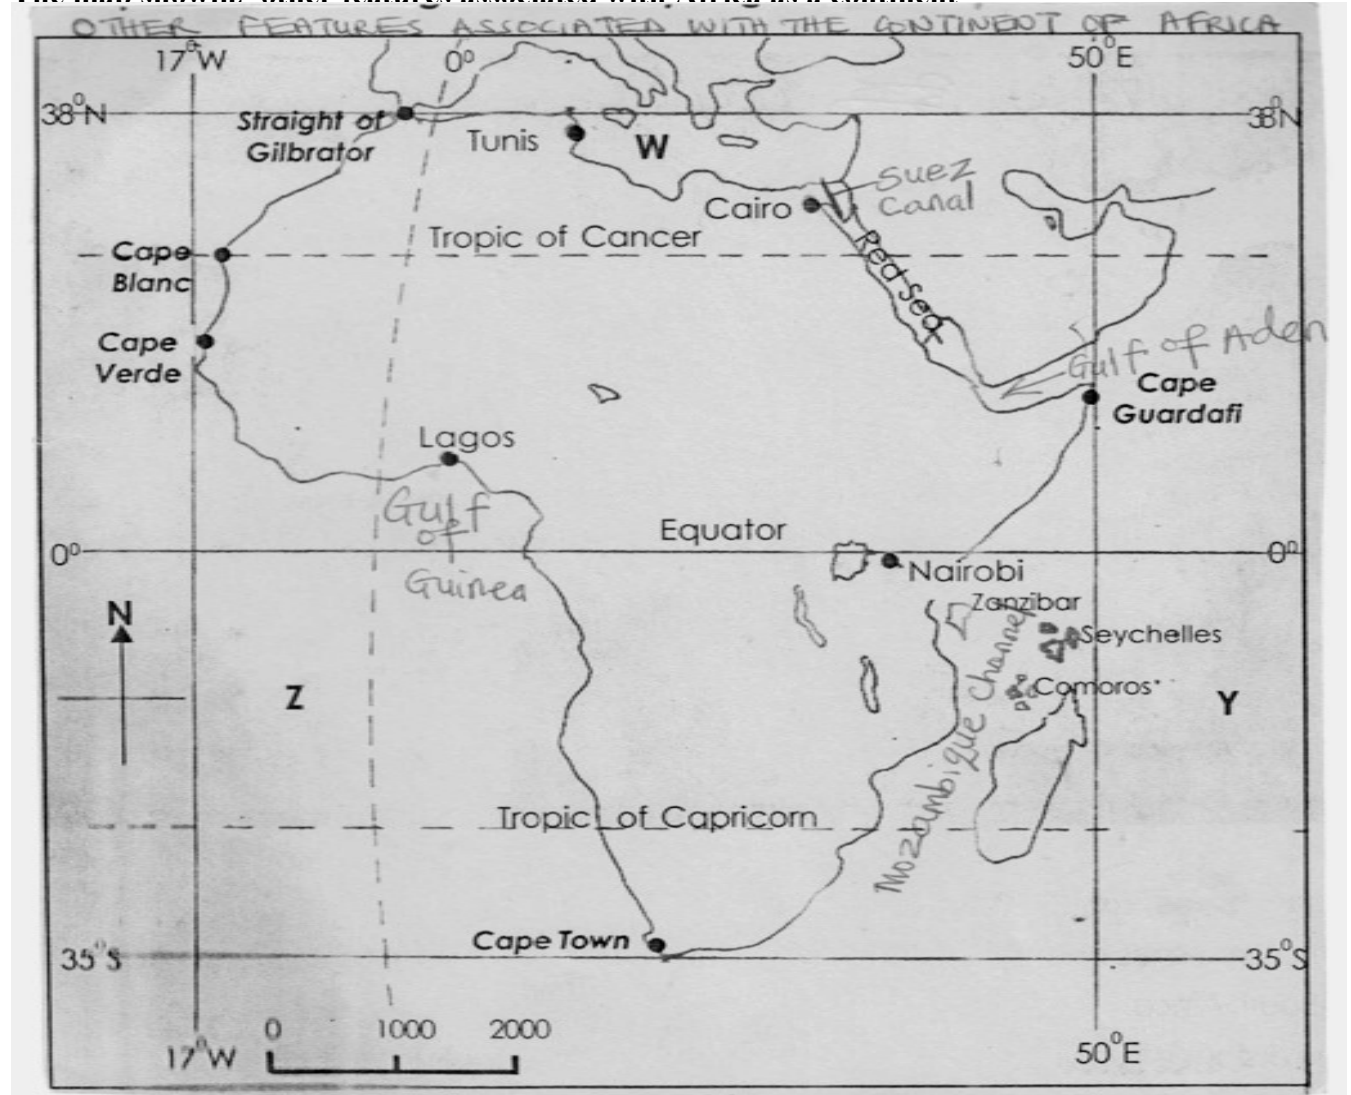 OTHER FEATURES ASSOCIATED WITH THE CONTINENT OF AFRICA
17°W
0°
50°E
38°N
38°N
Straight of
Gilbrator
Tunis
W
Suez
Canal
Cairo
Tropic of Cancer
Cape
Blanc
Red Sea
Cape
Verde
Gulf of Aden
Cape
Guardafi
Lagos
Gulf
of
Guinea
Equator
0°
0°
Nairobi
N
Zanzibar
Seychelles
Comoros
Mozambique Channel
Z
Y
Tropic of Capricorn
Cape Town
35°S
35°S
0
1000
2000
17°W
50°E